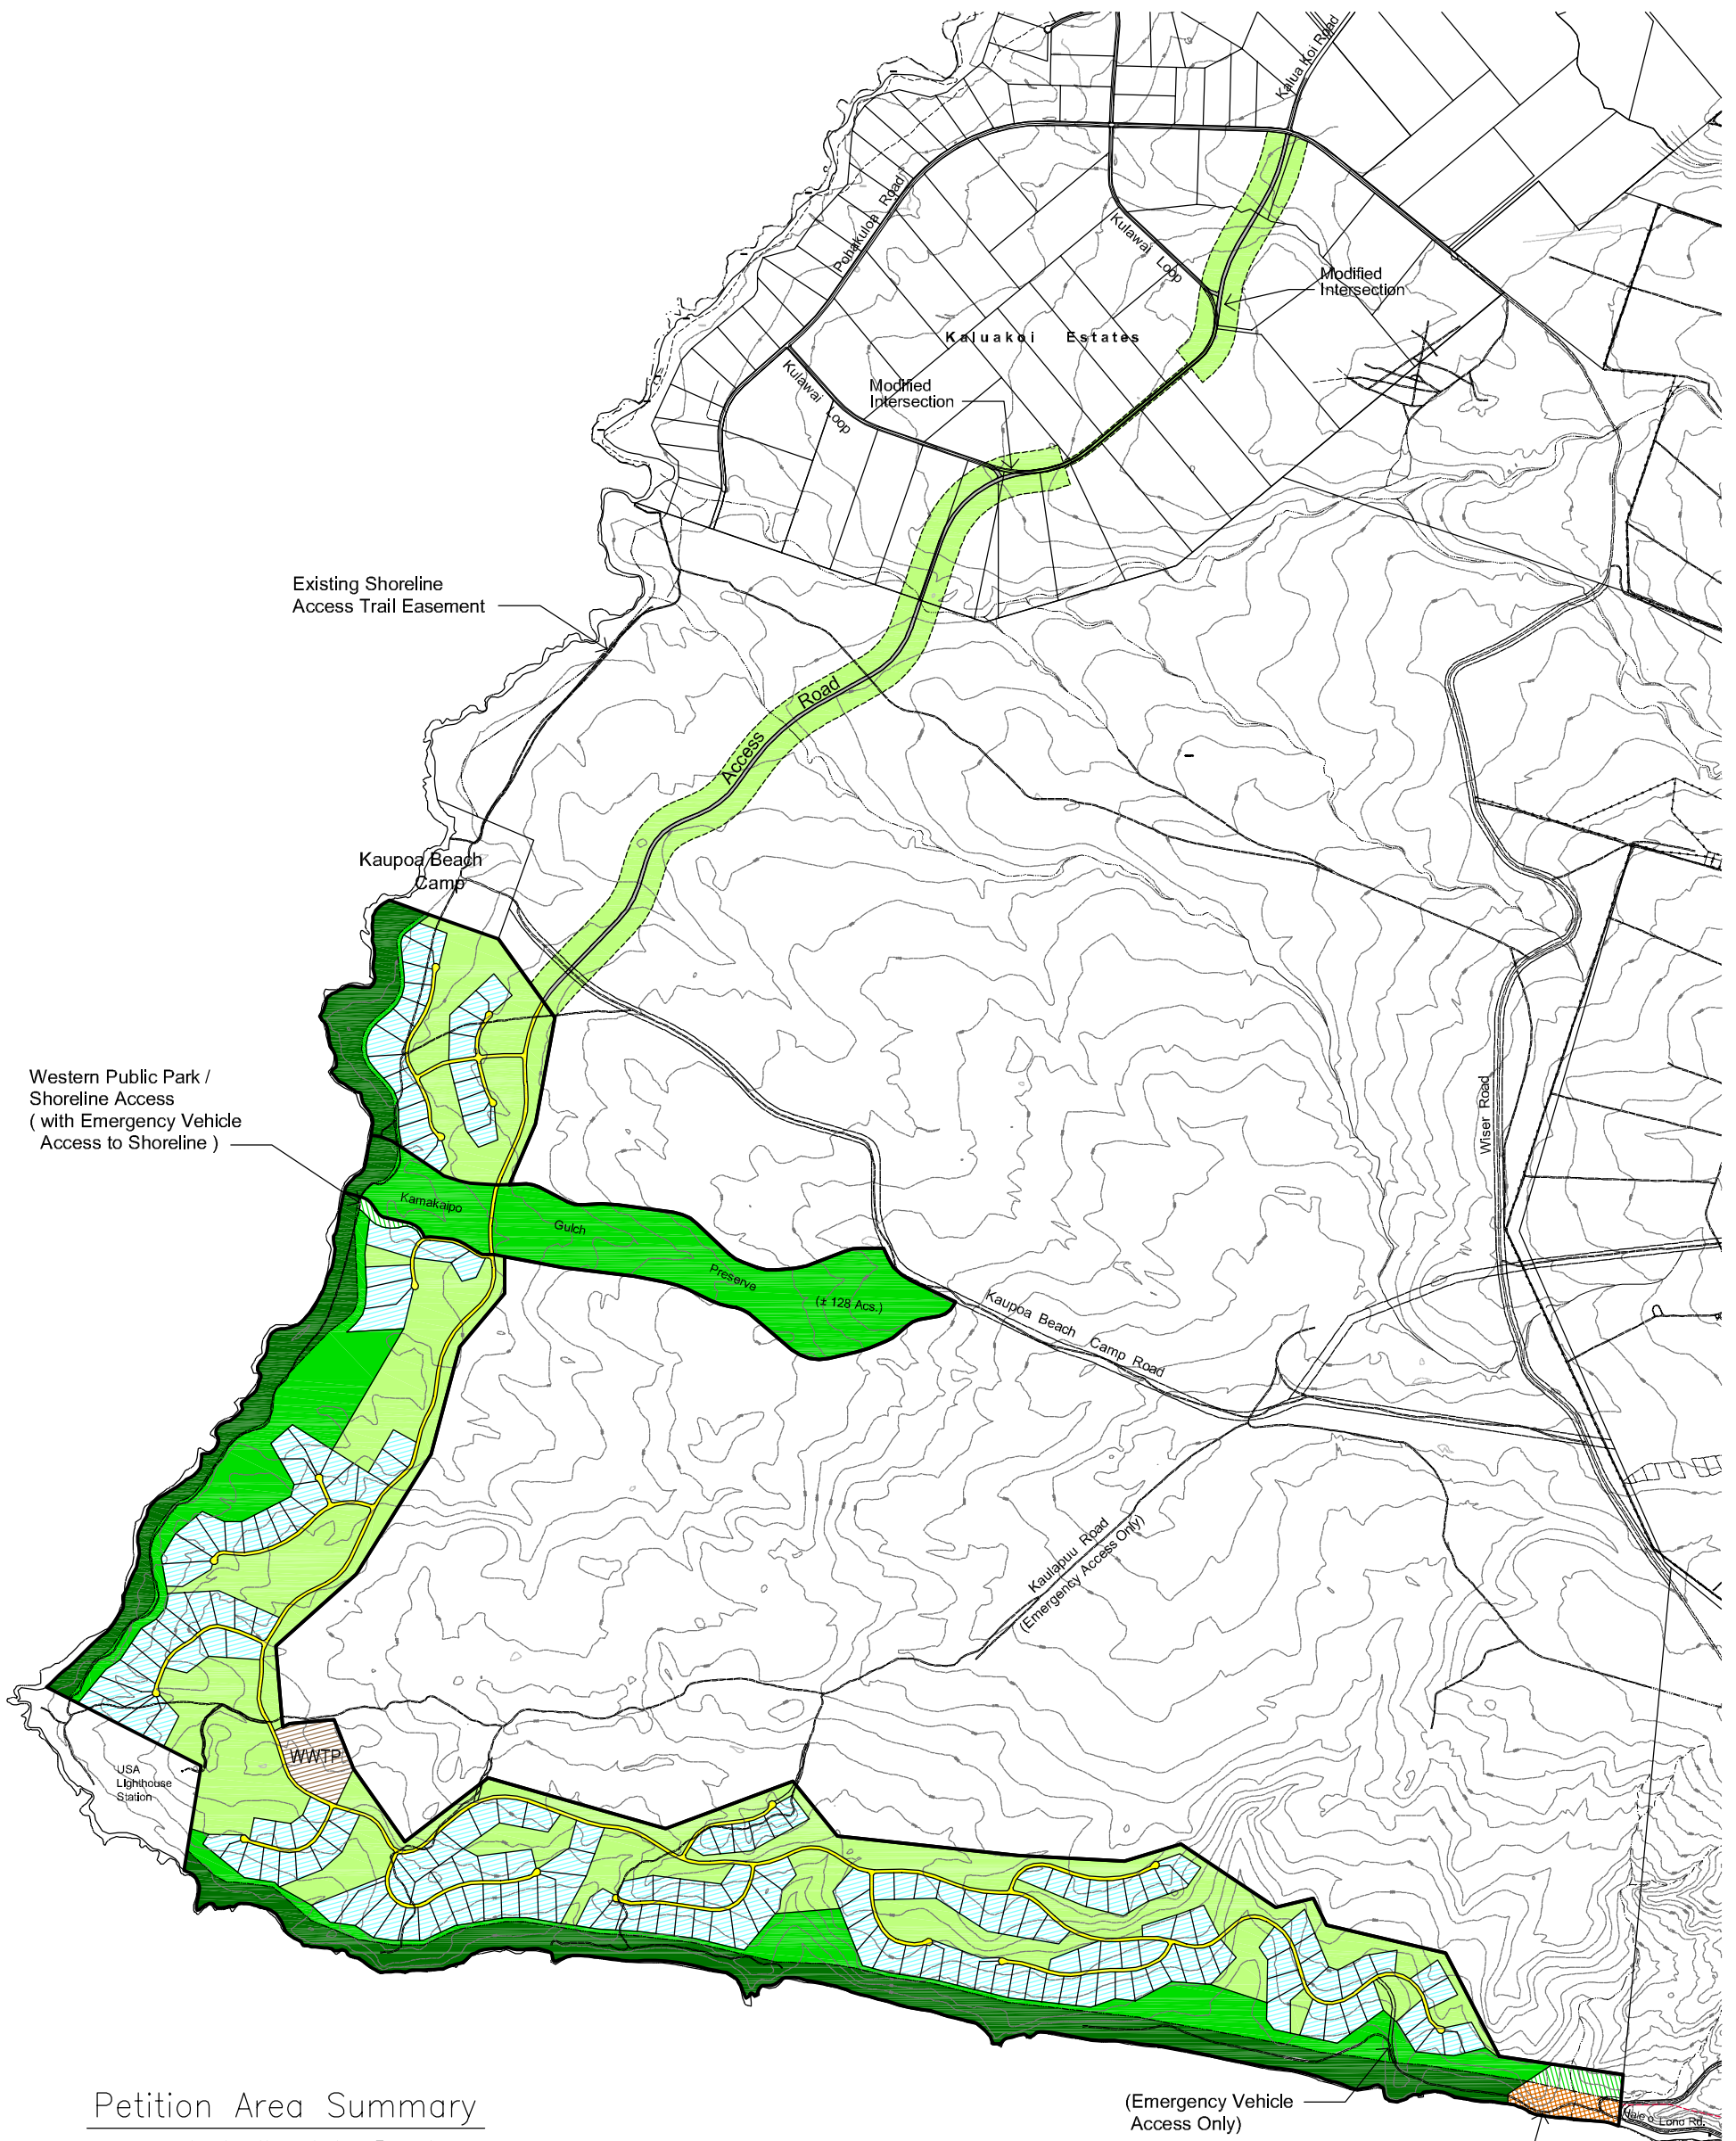 Kalua Koi Road
Pohakuloa Road
Kulawai Loop
Modified
Intersection
Kaluakoi Estates
Modified
Intersection
Kulawai Loop
Existing Shoreline
Access Trail Easement
Access Road
Kaupoa Beach
Camp
Western Public Park /
Shoreline Access
( with Emergency Vehicle
Access to Shoreline )
Wiser Road
Kamakaipo Gulch Preserve
(± 128 Acs.)
Kaupoa Beach Camp Road
Kaulapuu Road
(Emergency Access Only)
WWTP
USA
Lighthouse
Station
(Emergency Vehicle
Access Only)
Hale o Lono Rd.
Petition Area Summary